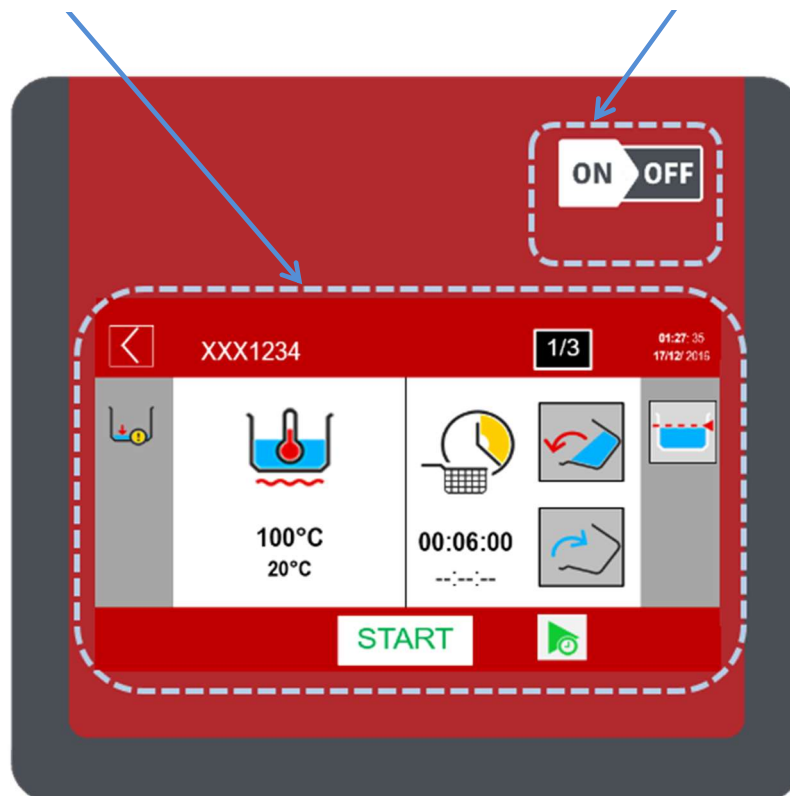 ON OFF
XXX1234
1/3
01:27: 35
17/12/ 2016
100°C
20°C
00:06:00
--:--:--
START